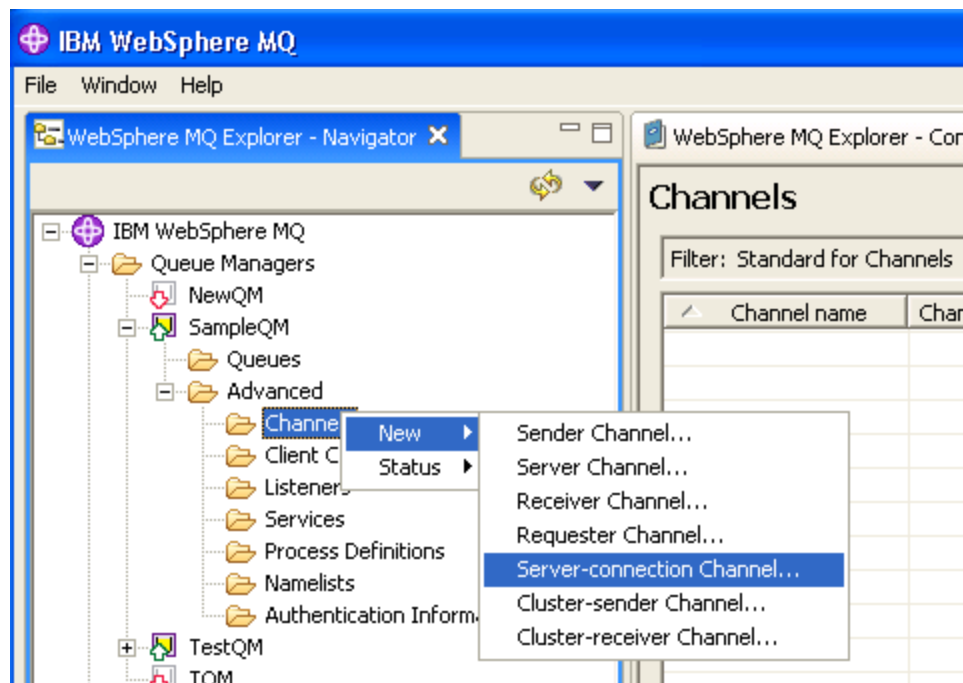 IBM WebSphere MQ
File Window Help
WebSphere MQ Explorer - Navigator
WebSphere MQ Explorer - Con
Channels
IBM WebSphere MQ
Queue Managers
Filter: Standard for Channels
NewQM
Channel name Chan
SampleQM
Queues
Advanced
Channe
New
Sender Channel...
Client C
Status
Server Channel...
Listeners
Receiver Channel...
Services
Requester Channel...
Process Definitions
Server-connection Channel...
Namelists
Cluster-sender Channel...
Authentication Inform
Cluster-receiver Channel...
TestQM
TQM